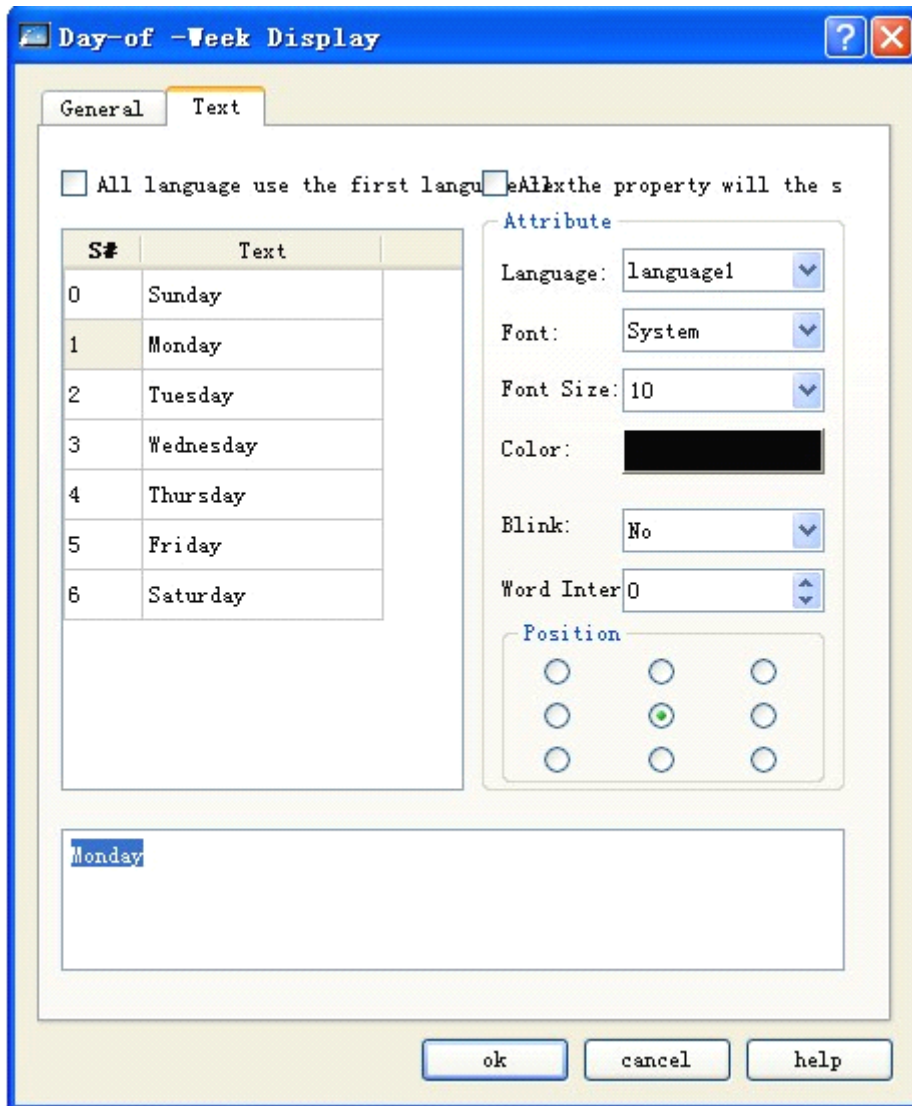 Day-of -Week Display
General Text
All language use the first langu All the property will the s
S# Text
0 Sunday
1 Monday
2 Tuesday
3 Wednesday
4 Thursday
5 Friday
6 Saturday
Attribute
Language: language1
Font: System
Font Size: 10
Color:
Blink: No
Word Inter 0
Position
Monday
ok cancel help